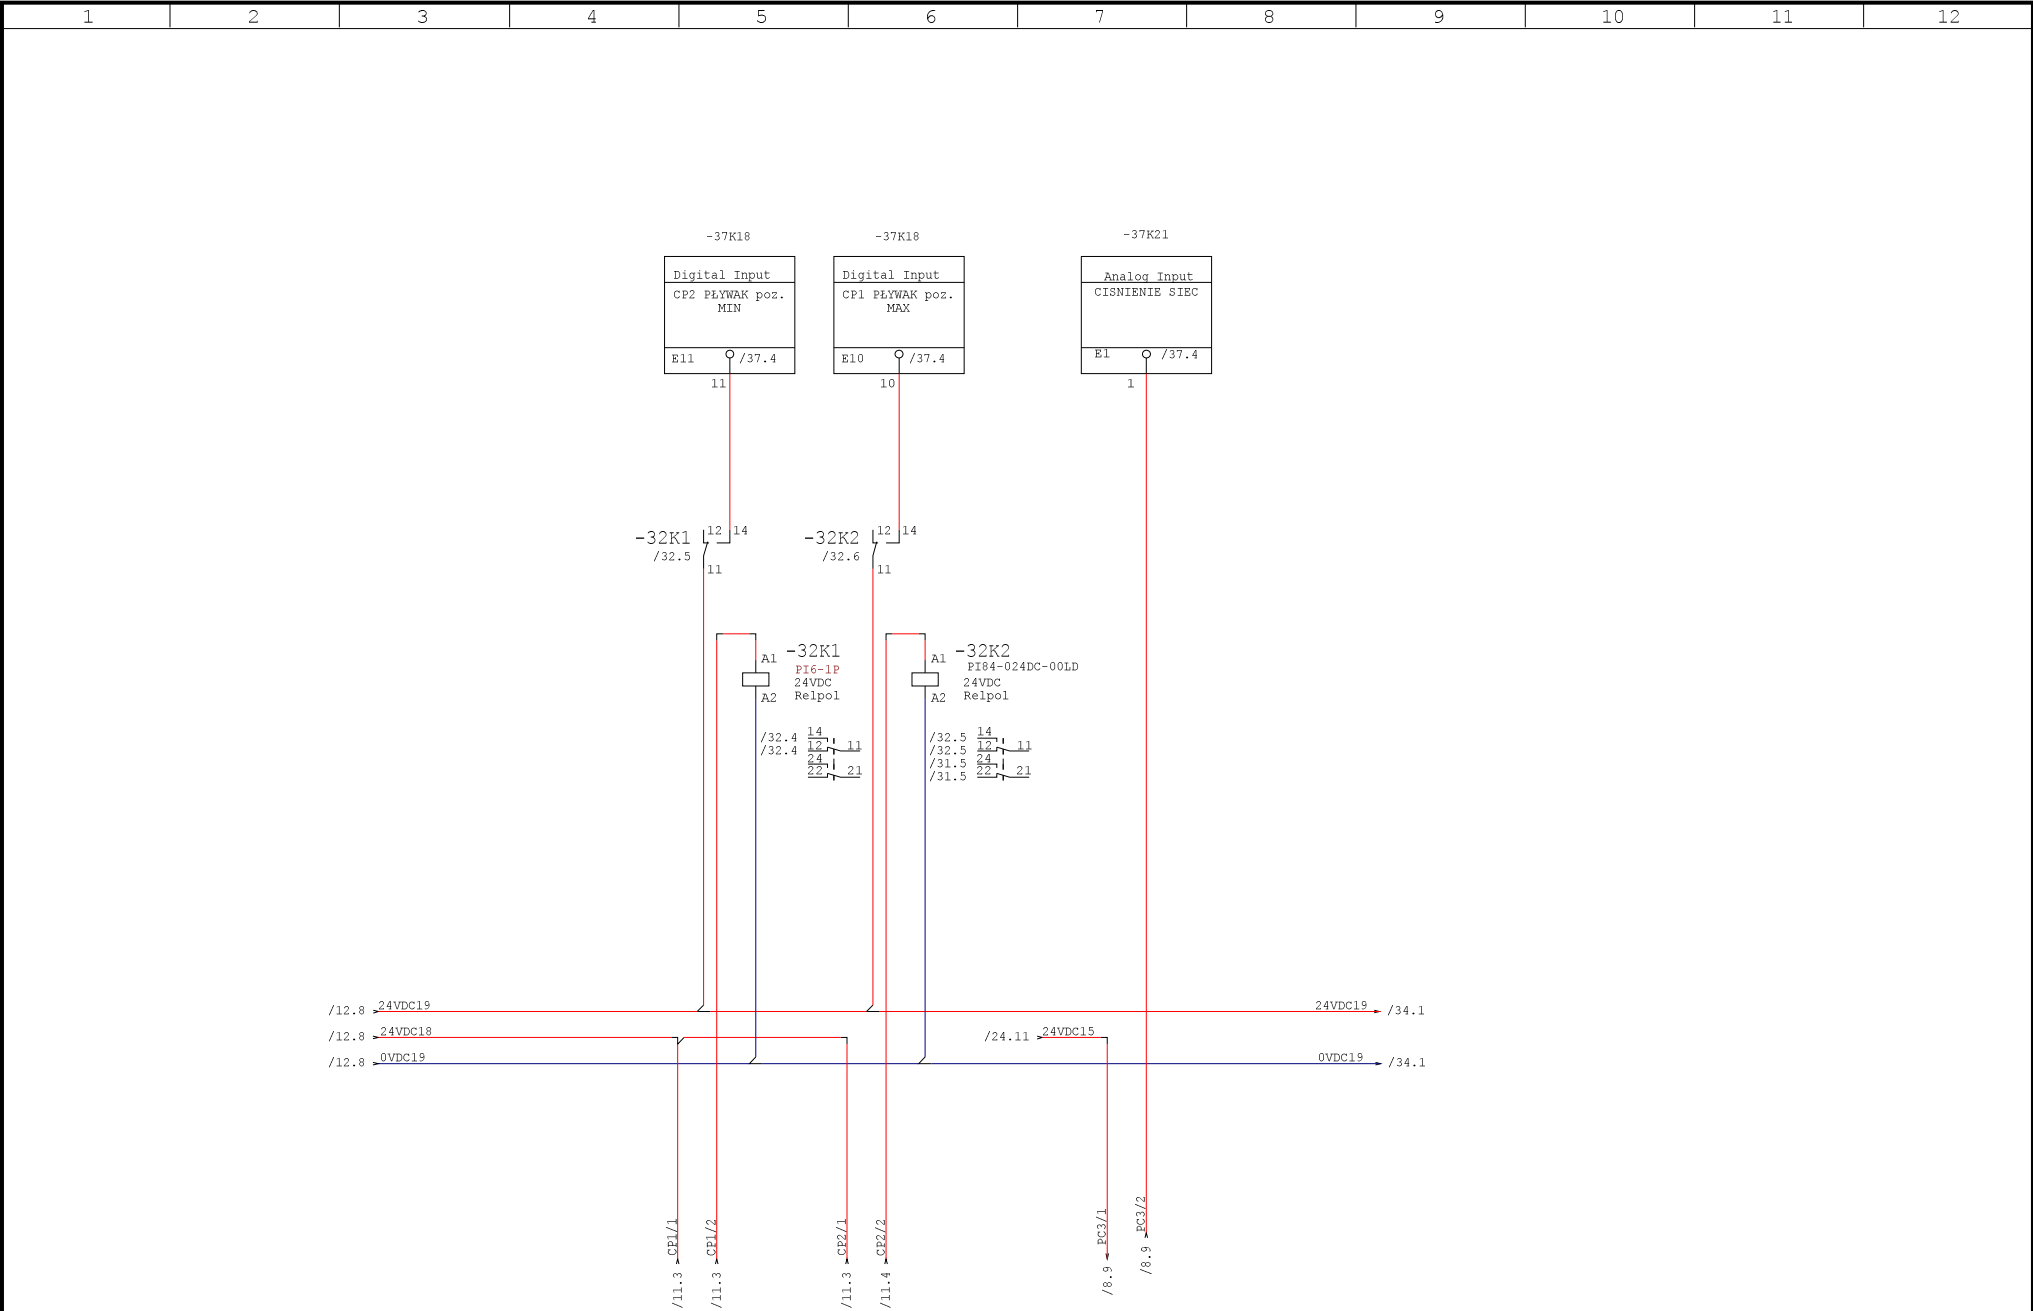 1 2 3 4 5 6 7 8 9 10 11 12
-37K18
Digital Input
CP2 PŁYWAK poz.
MIN
E11 /37.4
11
-37K18
Digital Input
CP1 PŁYWAK poz.
MAX
E10 /37.4
10
-37K21
Analog Input
CISNIENIE SIEC
E1 /37.4
1
-32K1 12 14
/32.5
11
-32K2 12 14
/32.6
11
-32K1
A1
PI6-1P
24VDC
A2 Relpol
/32.4 14
/32.4 12 11
24
22 21
-32K2
A1 PI84-024DC-00LD
24VDC
A2 Relpol
/32.5 14
/32.5 12 11
/31.5 24
/31.5 22 21
/12.8 24VDC19 24VDC19 /34.1
/12.8 24VDC18 /24.11 24VDC15
/12.8 0VDC19 0VDC19 /34.1
CP1/1
/11.3
CP1/2
/11.3
CP2/1
/11.3
CP2/2
/11.4
PC3/1
/8.9
PC3/2
/8.9